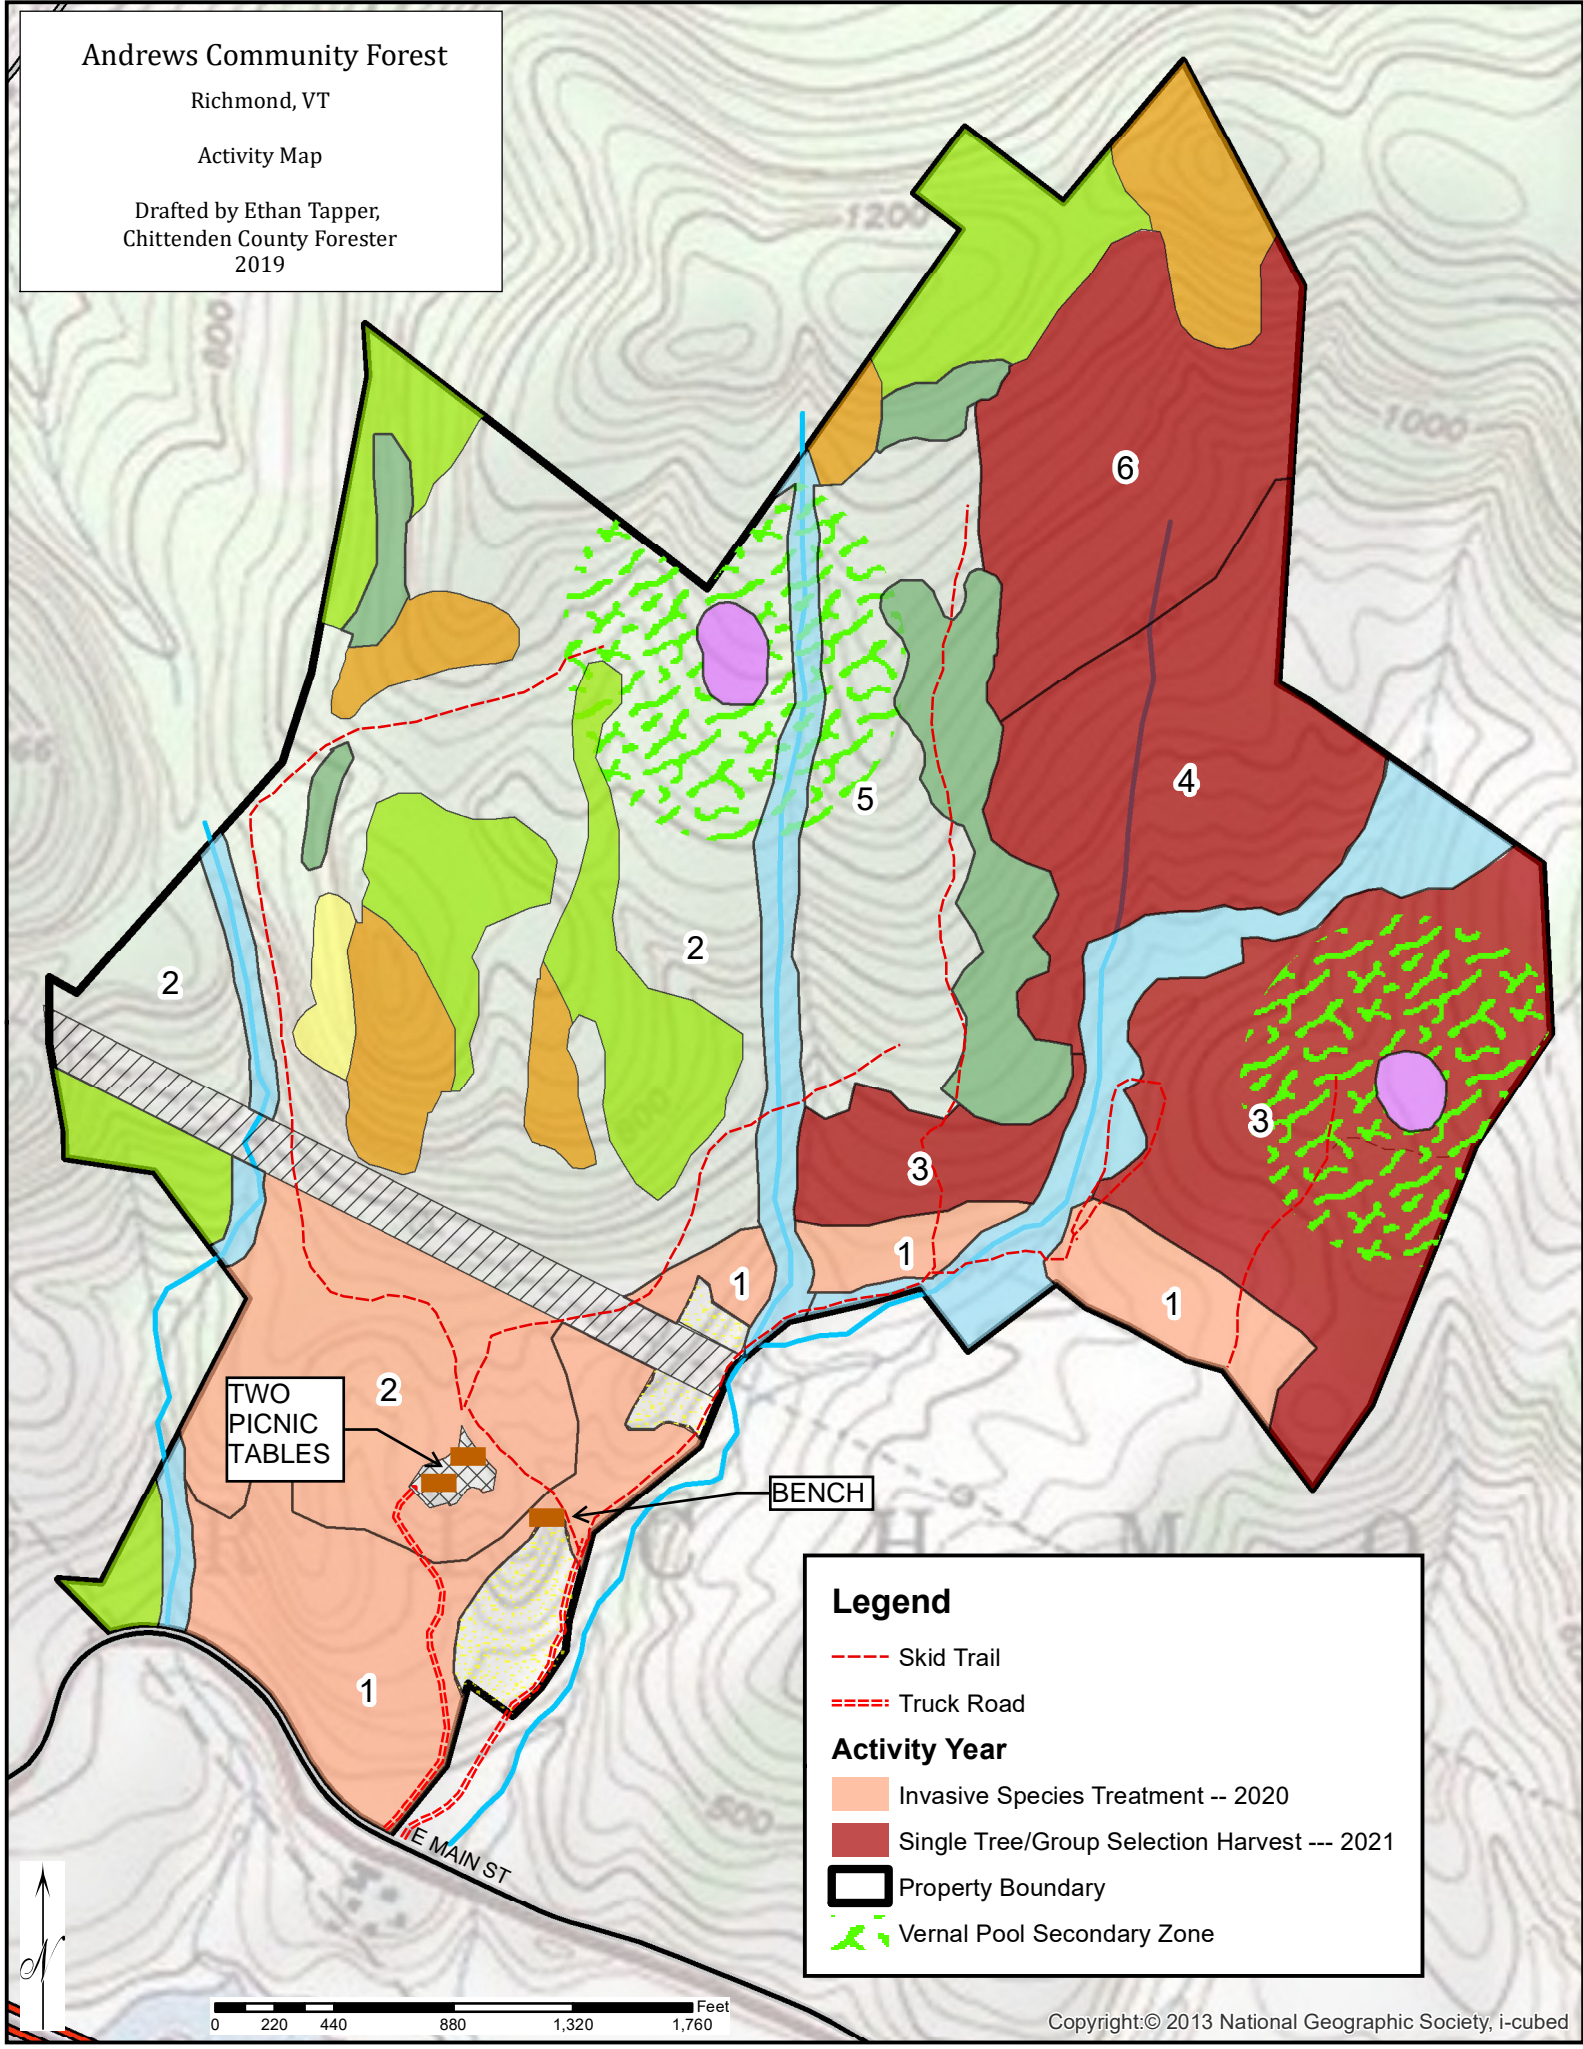 Andrews Community Forest
Richmond, VT
Activity Map
Drafted by Ethan Tapper,
Chittenden County Forester
2019
1200
800
1000
6
4
5
2
2
3
3
1
1
1
2
TWO
PICNIC
TABLES
BENCH
1
C H M O
500
E MAIN ST
Legend
Skid Trail
Truck Road
Activity Year
Invasive Species Treatment -- 2020
Single Tree/Group Selection Harvest --- 2021
Property Boundary
Vernal Pool Secondary Zone
N
Feet
0 220 440 880 1,320 1,760
Copyright:© 2013 National Geographic Society, i-cubed